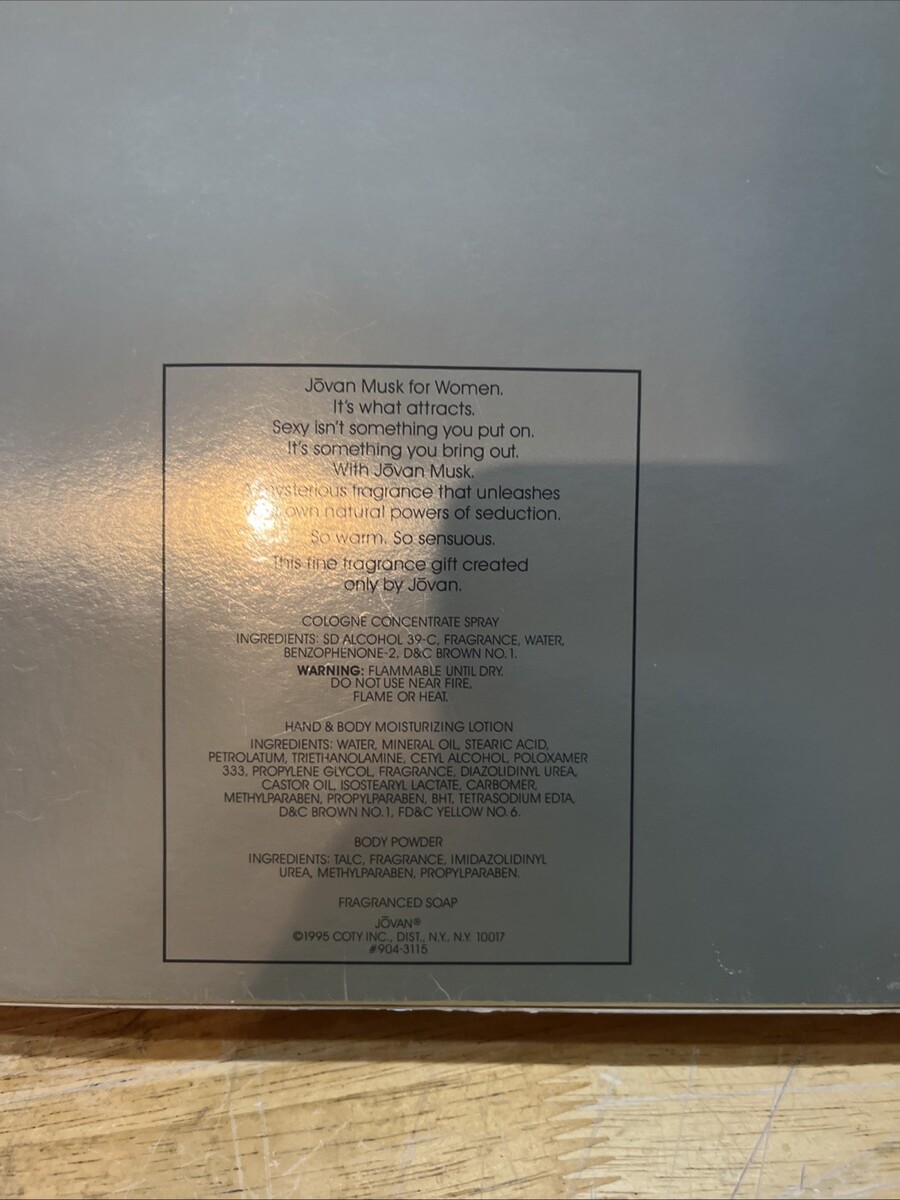 Jōvan Musk for Women.
It's what attracts.
Sexy isn't something you put on.
It's something you bring out.
With Jōvan Musk.
A mysterious fragrance that unleashes
your own natural powers of seduction.
So warm. So sensuous.
This fine fragrance gift created
only by Jōvan.
COLOGNE CONCENTRATE SPRAY
INGREDIENTS: SD ALCOHOL 39-C, FRAGRANCE, WATER,
BENZOPHENONE-2, D&C BROWN NO. 1.
WARNING: FLAMMABLE UNTIL DRY.
DO NOT USE NEAR FIRE,
FLAME OR HEAT.
HAND & BODY MOISTURIZING LOTION
INGREDIENTS: WATER, MINERAL OIL, STEARIC ACID,
PETROLATUM, TRIETHANOLAMINE, CETYL ALCOHOL, POLOXAMER
333, PROPYLENE GLYCOL, FRAGRANCE, DIAZOLIDINYL UREA,
CASTOR OIL, ISOSTEARYL LACTATE, CARBOMER,
METHYLPARABEN, PROPYLPARABEN, BHT, TETRASODIUM EDTA,
D&C BROWN NO. 1, FD&C YELLOW NO. 6.
BODY POWDER
INGREDIENTS: TALC, FRAGRANCE, IMIDAZOLIDINYL
UREA, METHYLPARABEN, PROPYLPARABEN.
FRAGRANCED SOAP
JŌVAN®
©1995 COTY INC., DIST., N.Y., N.Y. 10017
#904-3115